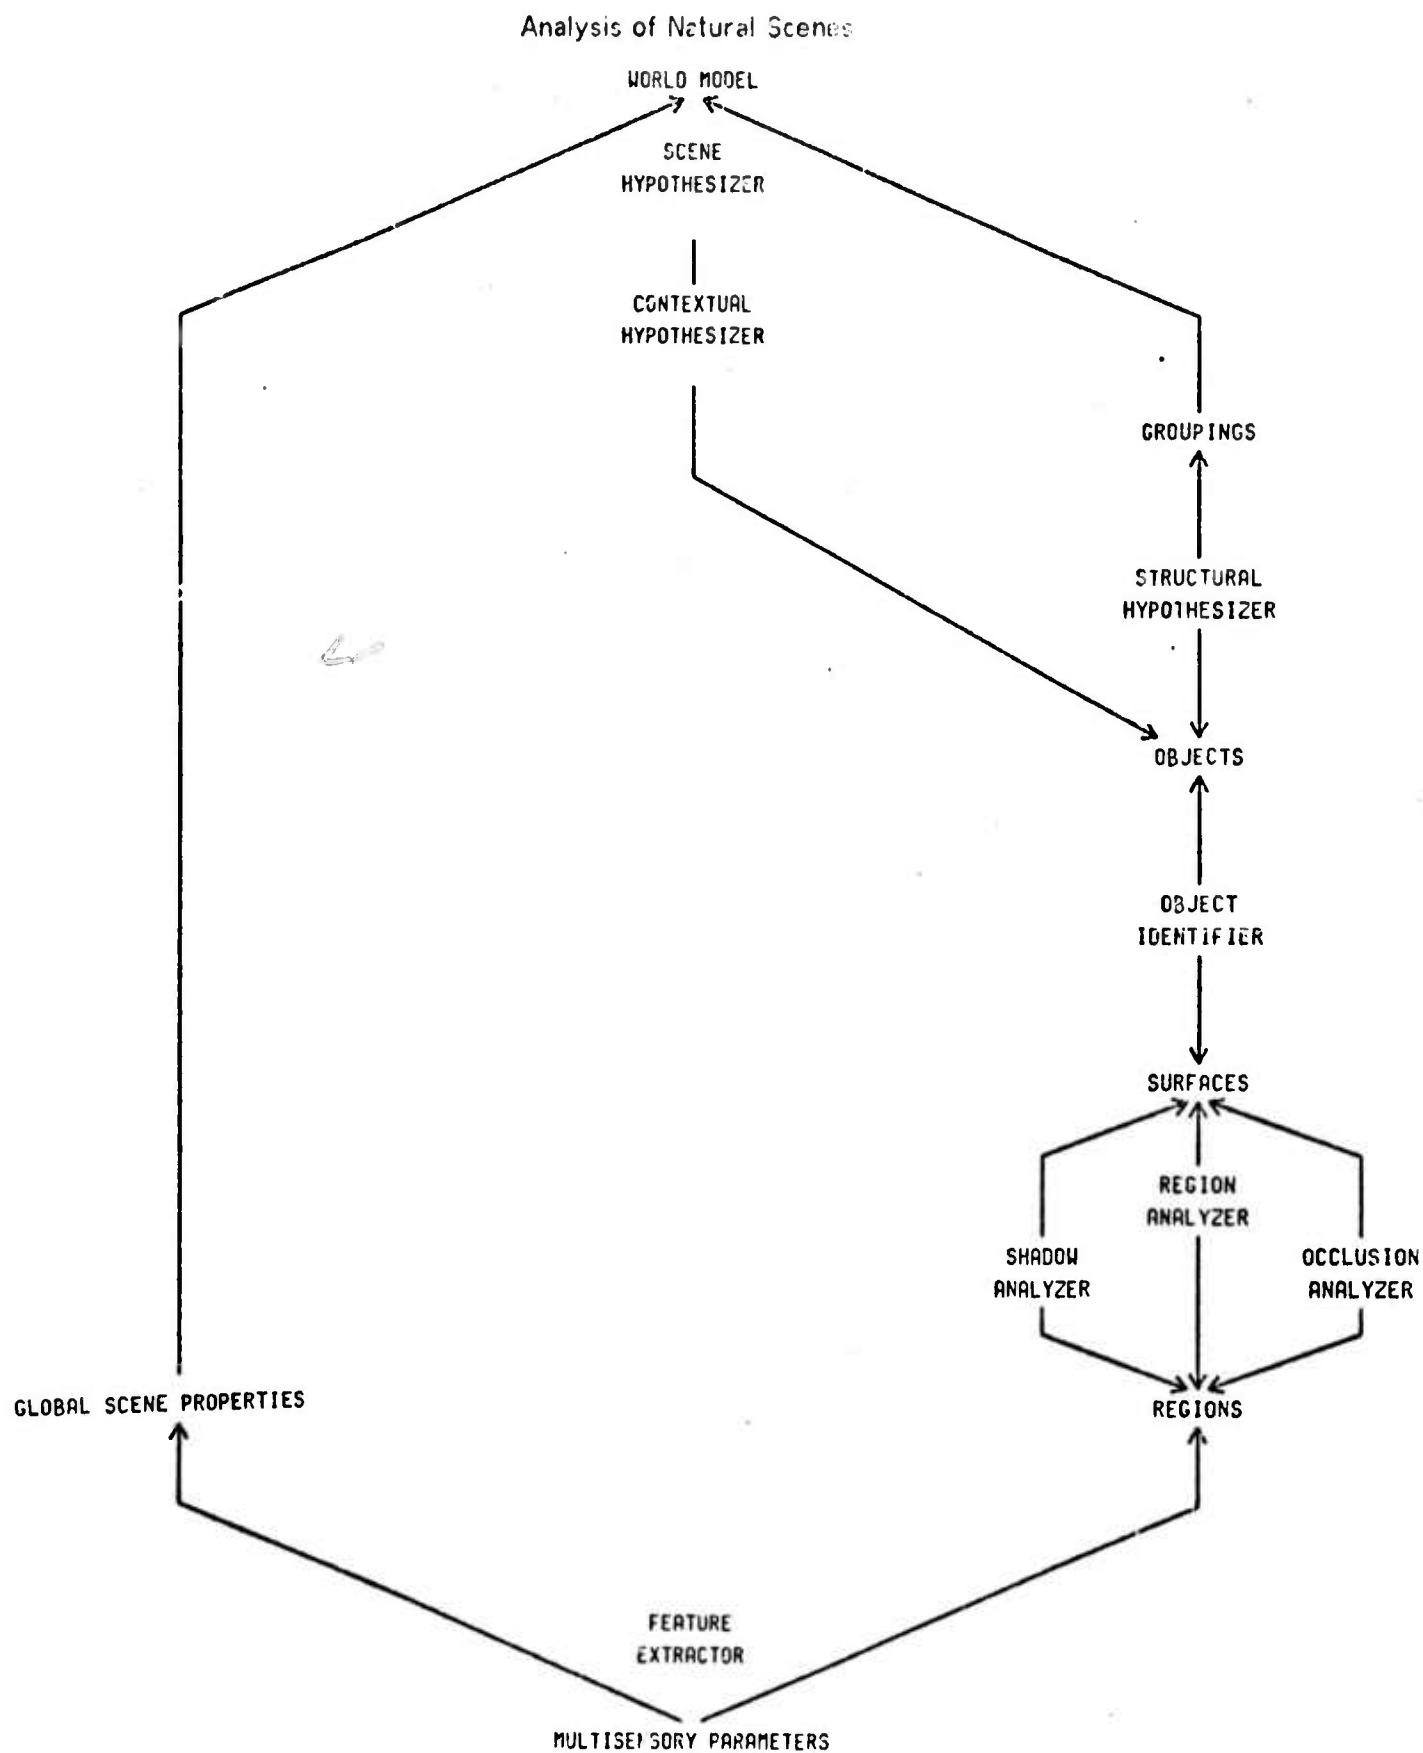 Analysis of Natural Scenes
WORLD MODEL
SCENE
HYPOTHESIZER
CONTEXTUAL
HYPOTHESIZER
GROUPINGS
STRUCTURAL
HYPOTHESIZER
OBJECTS
OBJECT
IDENTIFIER
SURFACES
REGION
ANALYZER
SHADOW
ANALYZER
OCCLUSION
ANALYZER
GLOBAL SCENE PROPERTIES
REGIONS
FEATURE
EXTRACTOR
MULTISENSORY PARAMETERS